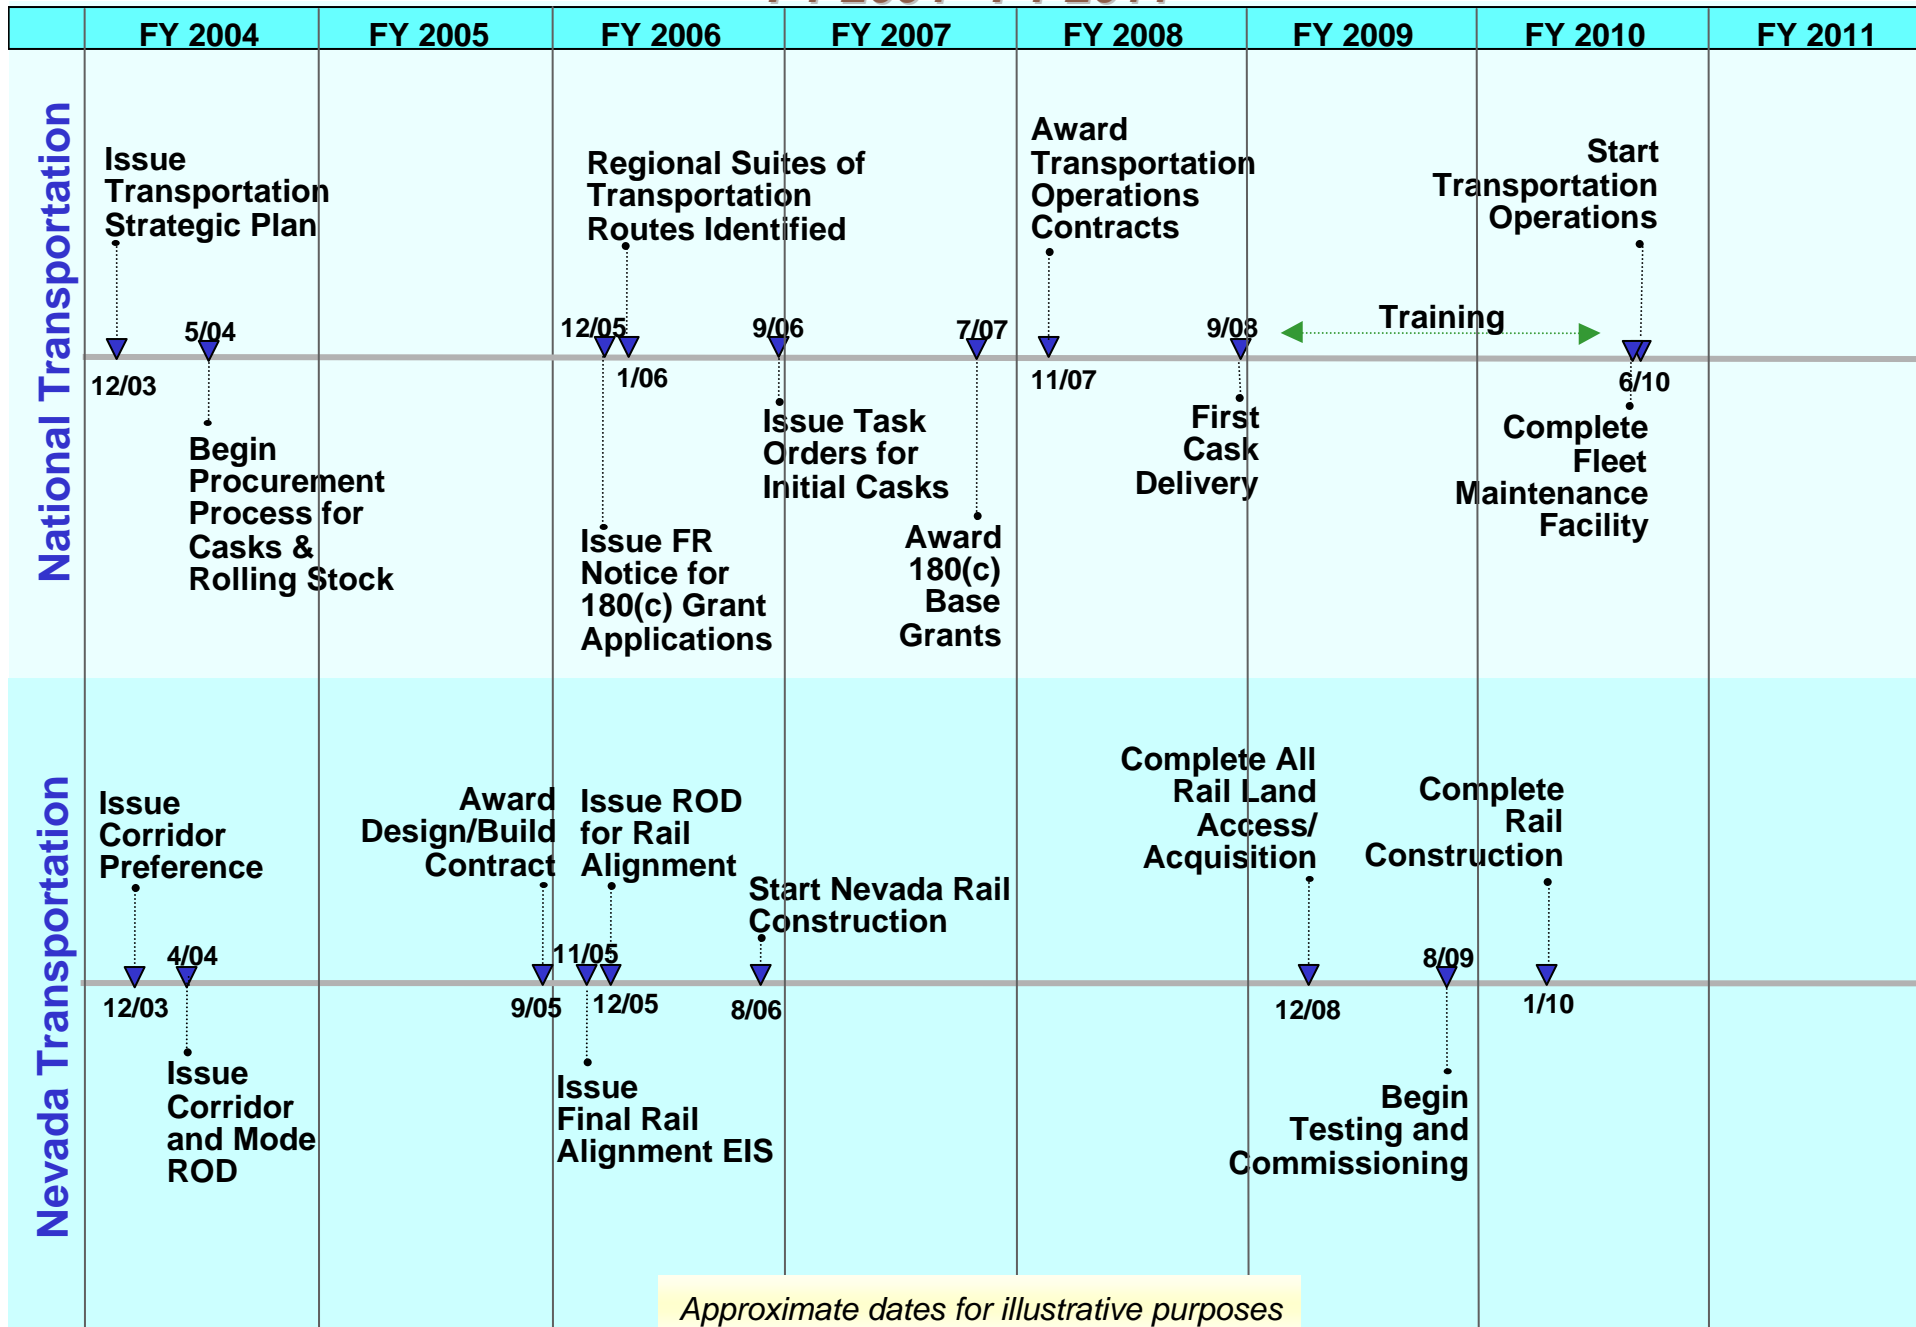 FY 2004 FY 2005 FY 2006 FY 2007 FY 2008 FY 2009 FY 2010 FY 2011
National Transportation
Issue
Transportation
Strategic Plan
12/03
5/04
Begin
Procurement
Process for
Casks &
Rolling Stock
Regional Suites of
Transportation
Routes Identified
12/05
1/06
Issue FR
Notice for
180(c) Grant
Applications
9/06
Issue Task
Orders for
Initial Casks
7/07
Award
180(c)
Base
Grants
Award
Transportation
Operations
Contracts
11/07
9/08
First
Cask
Delivery
Training
Start
Transportation
Operations
6/10
Complete
Fleet
Maintenance
Facility
Nevada Transportation
Issue
Corridor
Preference
12/03
4/04
Issue
Corridor
and Mode
ROD
Award
Design/Build
Contract
9/05
11/05
Issue
Final Rail
Alignment EIS
Issue ROD
for Rail
Alignment
12/05
Start Nevada Rail
Construction
8/06
Complete All
Rail Land
Access/
Acquisition
12/08
8/09
Begin
Testing and
Commissioning
Complete
Rail
Construction
1/10
Approximate dates for illustrative purposes